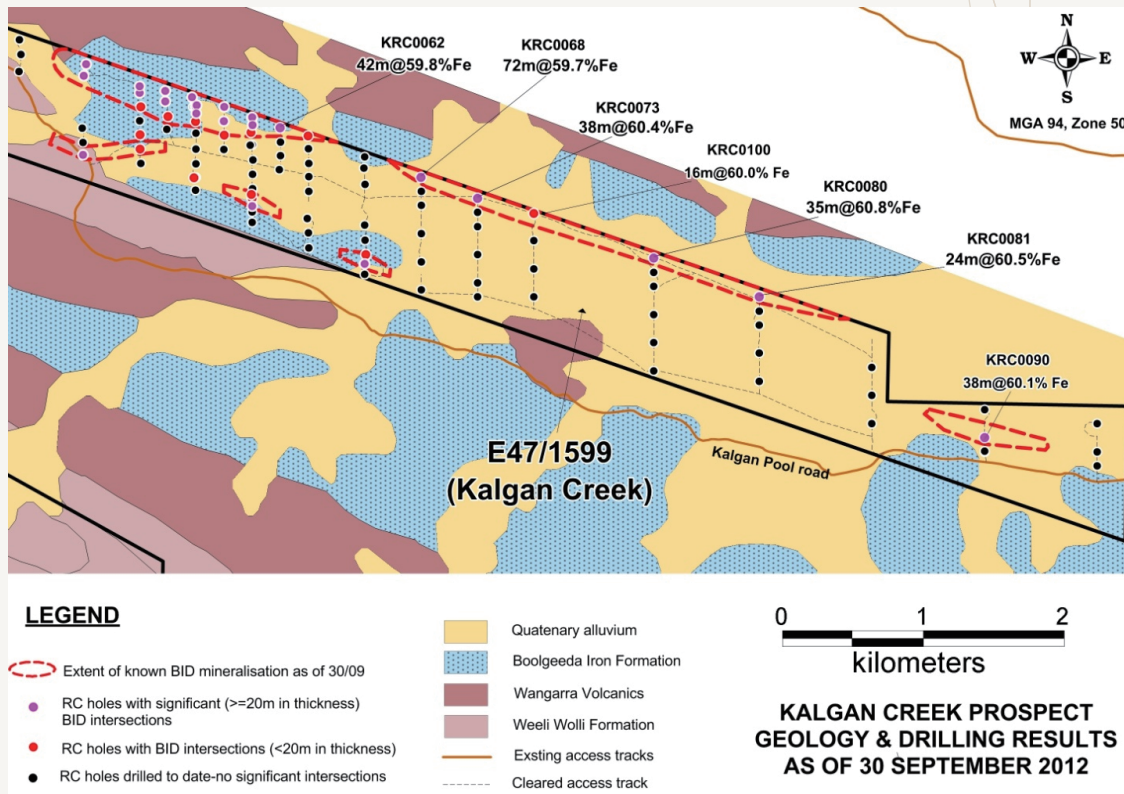 KRC0062
42m@59.8%Fe
KRC0068
72m@59.7%Fe
KRC0073
38m@60.4%Fe
KRC0100
16m@60.0% Fe
KRC0080
35m@60.8%Fe
KRC0081
24m@60.5%Fe
KRC0090
38m@60.1% Fe
N
W
E
S
MGA 94, Zone 50
E47/1599
(Kalgan Creek)
Kalgan Pool road
LEGEND
Extent of known BID mineralisation as of 30/09
RC holes with significant (>=20m in thickness)
BID intersections
RC holes with BID intersections (<20m in thickness)
RC holes drilled to date-no significant intersections
Quaternary alluvium
Boolgeeda Iron Formation
Wangarra Volcanics
Weeli Wolli Formation
Exsting access tracks
Cleared access track
0 1 2
kilometers
KALGAN CREEK PROSPECT
GEOLOGY & DRILLING RESULTS
AS OF 30 SEPTEMBER 2012